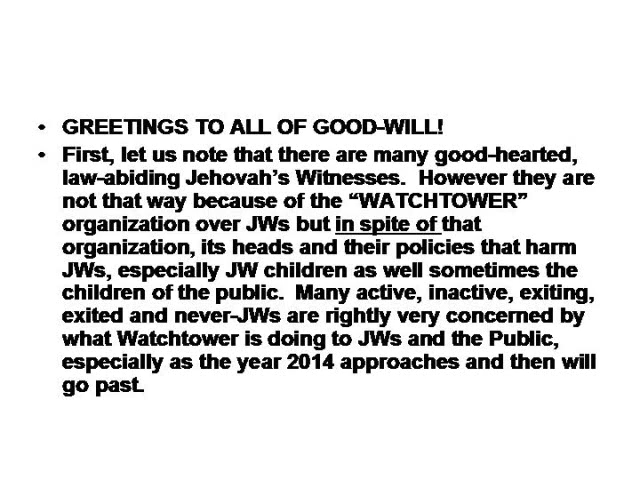 • GREETINGS TO ALL OF GOOD-WILL!
• First, let us note that there are many good-hearted,
law-abiding Jehovah's Witnesses.  However they are
not that way because of the “WATCHTOWER”
organization over JWs but in spite of that
organization, its heads and their policies that harm
JWs, especially JW children as well sometimes the
children of the public.  Many active, inactive, exiting,
exited and never-JWs are rightly very concerned by
what Watchtower is doing to JWs and the Public,
especially as the year 2014 approaches and then will
go past.